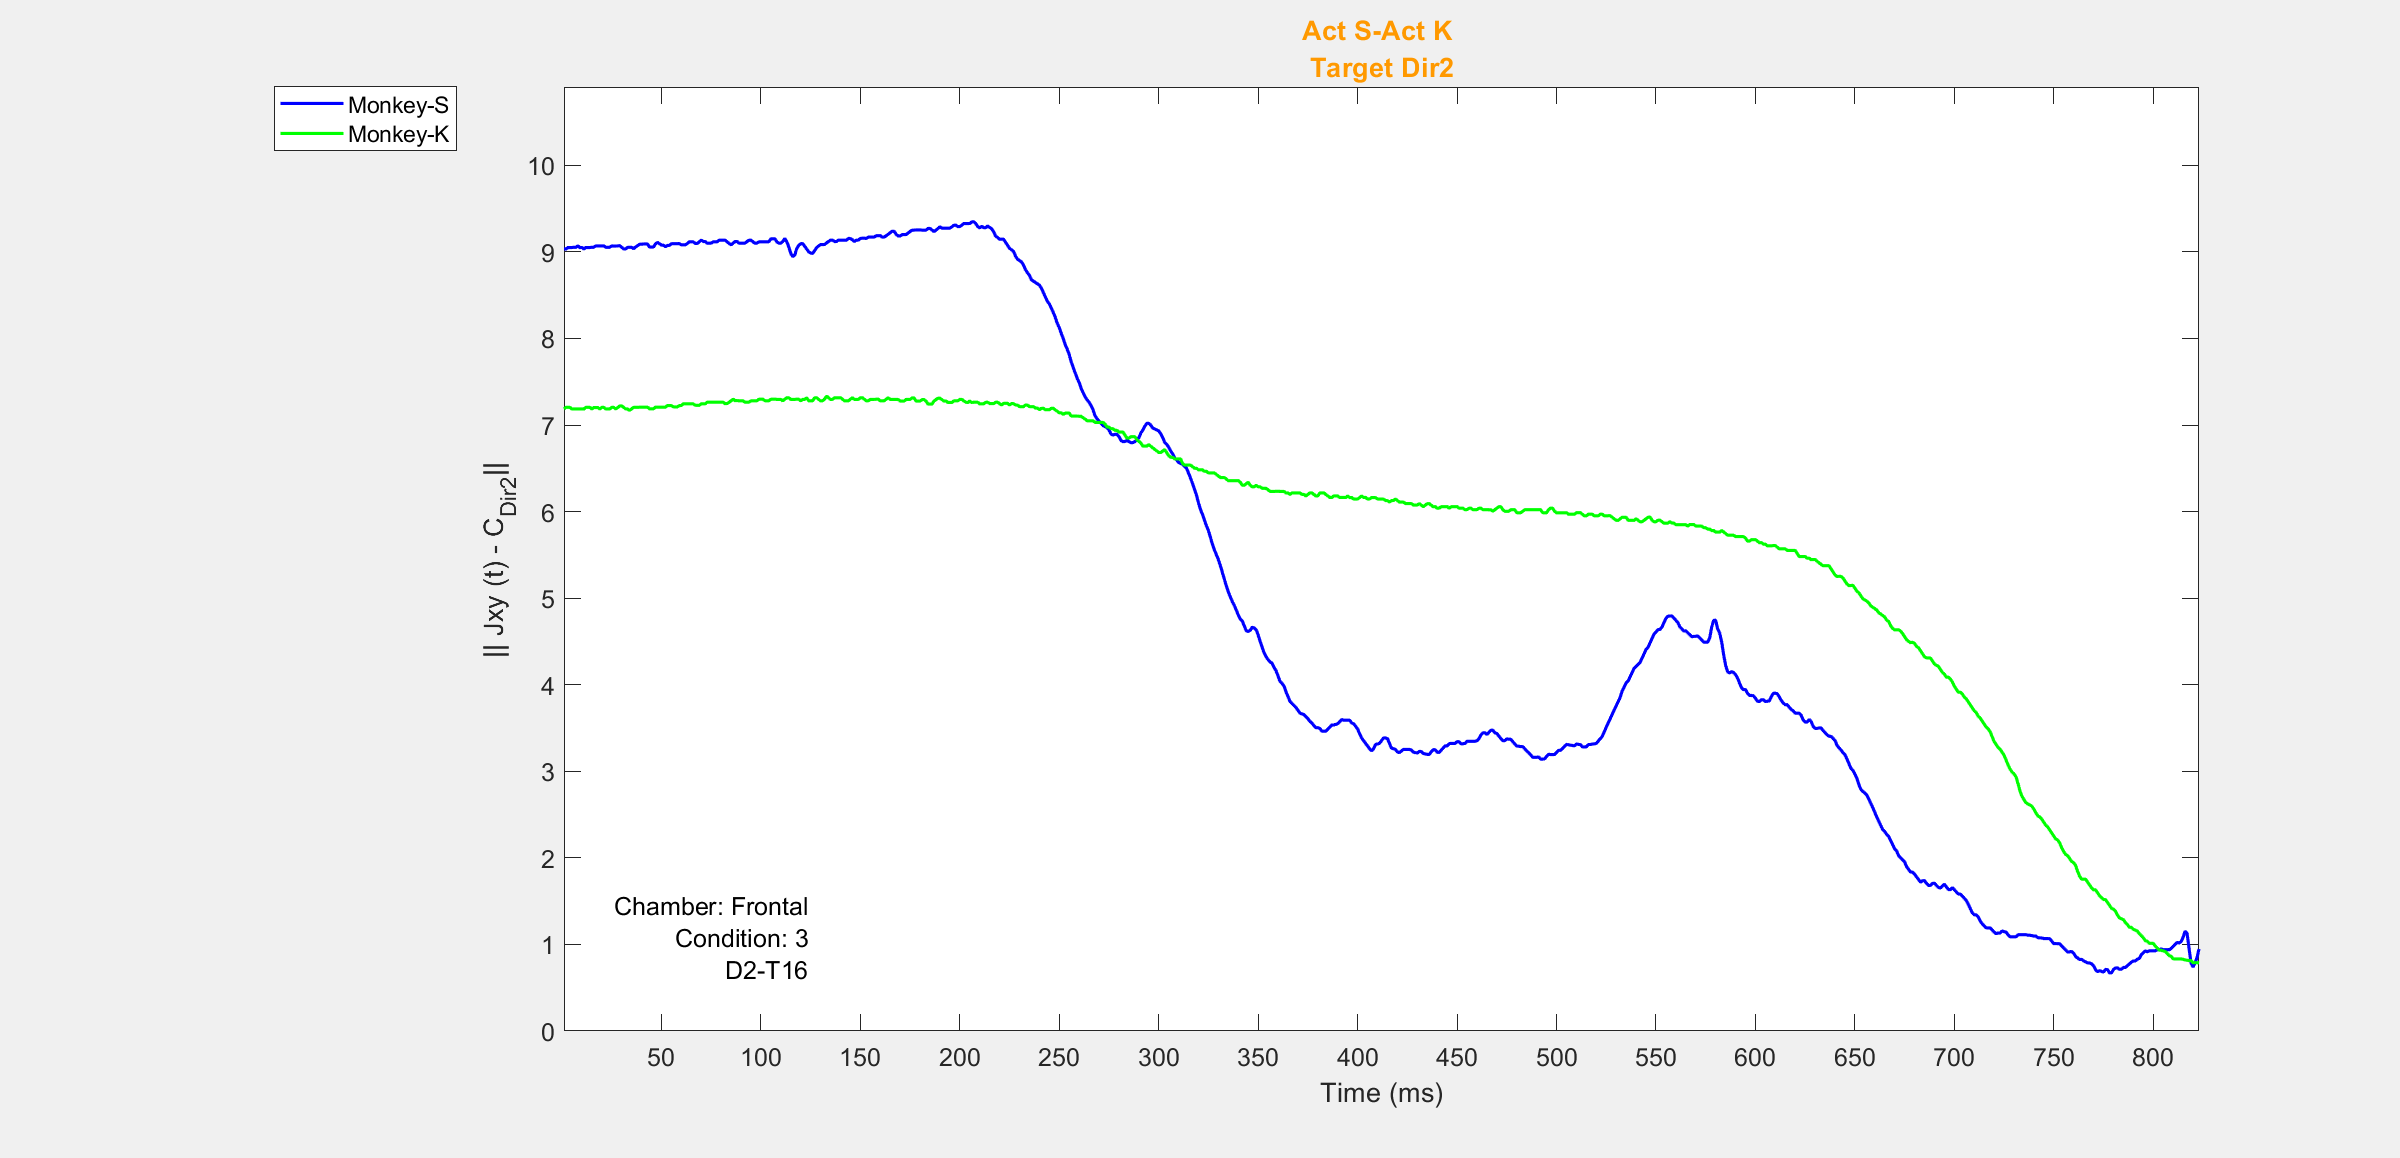 Act S-Act K
Target Dir2
Monkey-S
Monkey-K
10
9
8
7
6
5
4
3
2
1
0
|| Jxy (t) - C_Dir2||
Chamber: Frontal
Condition: 3
D2-T16
50 100 150 200 250 300 350 400 450 500 550 600 650 700 750 800
Time (ms)